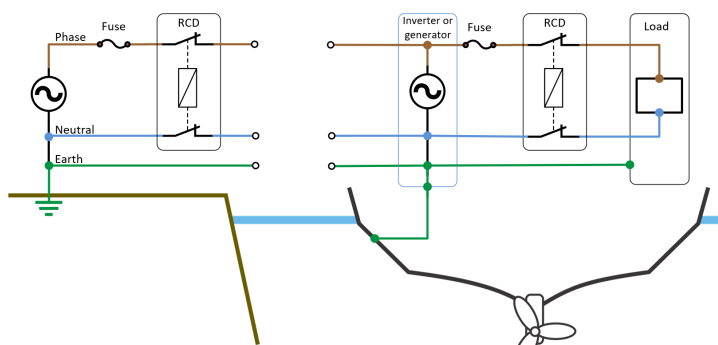 RCD
Inverter or
generator
Fuse
RCD
Load
Phase
Fuse
Neutral
Earth